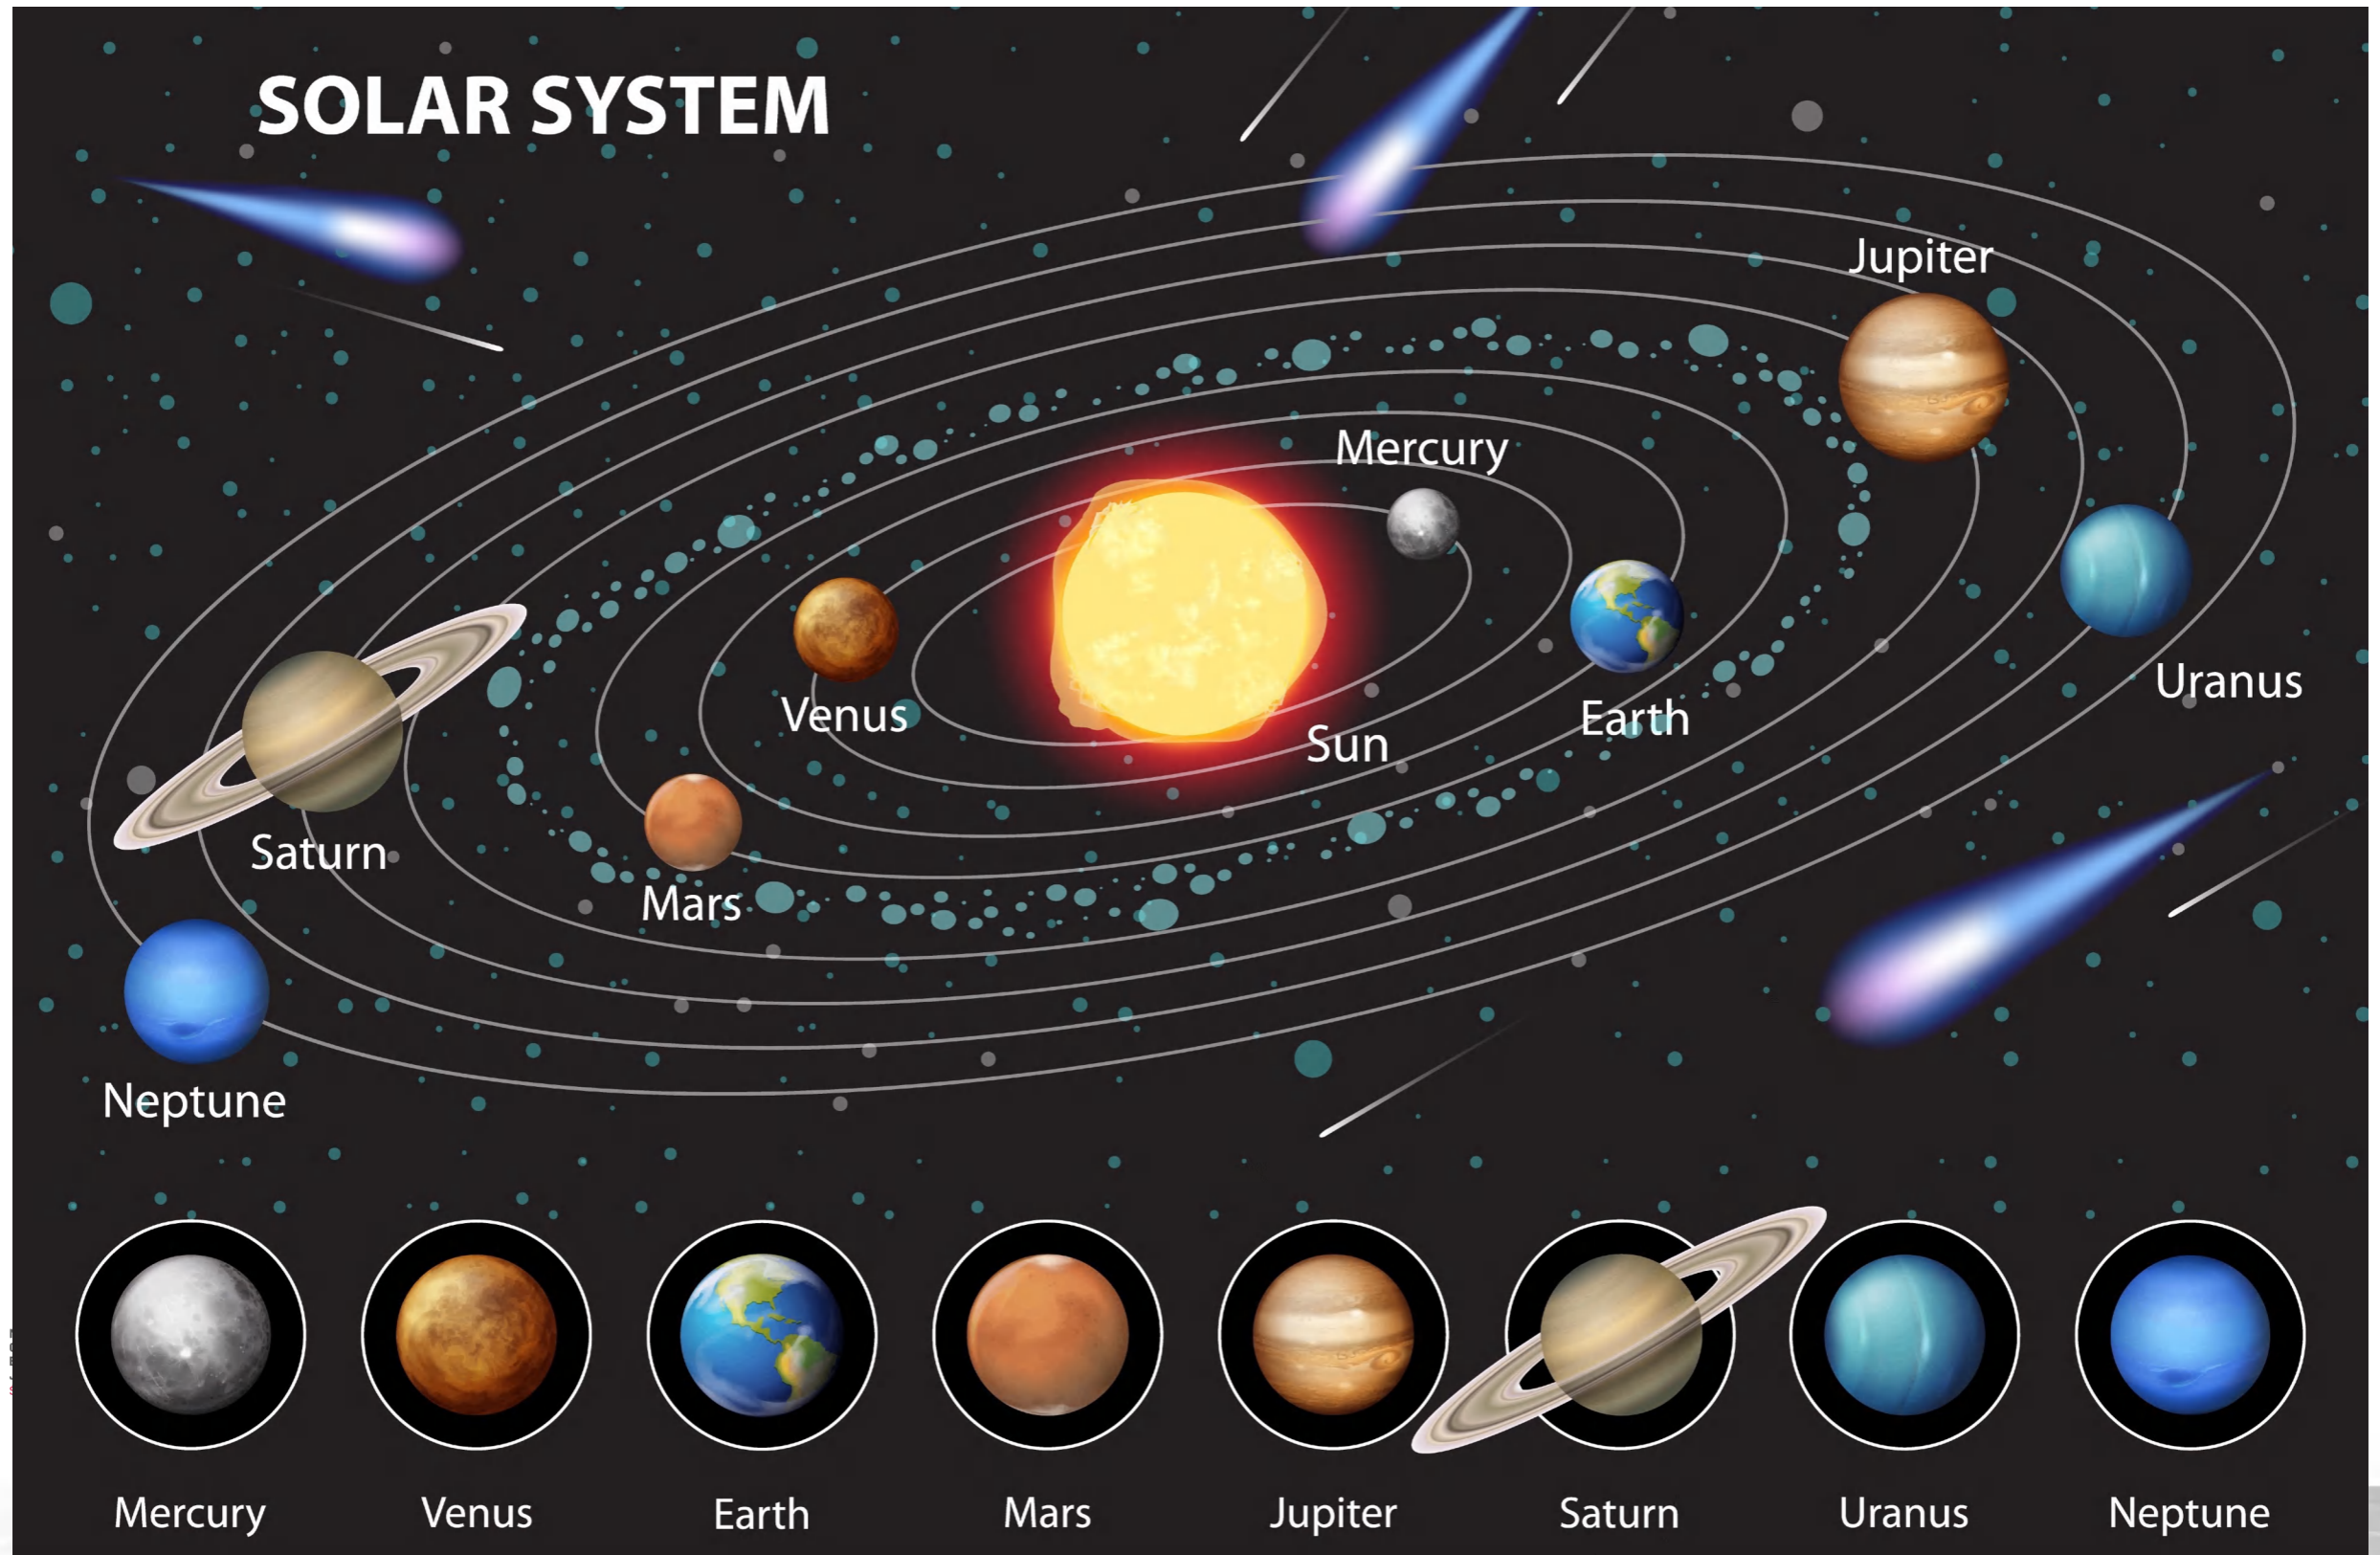 SOLAR SYSTEM
Jupiter
Mercury
Uranus
Venus
Earth
Sun
Saturn
Mars
Neptune
Mercury Venus Earth Mars Jupiter Saturn Uranus Neptune